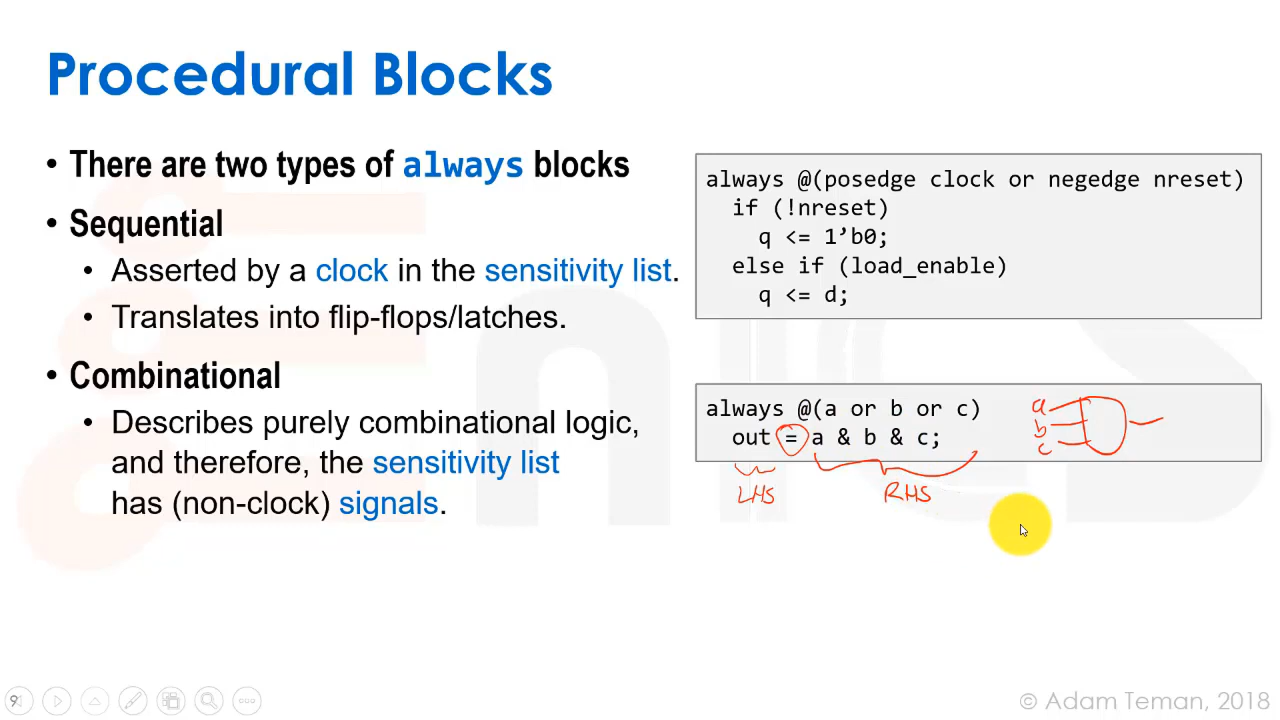 Procedural Blocks
• There are two types of always blocks
• Sequential
• Asserted by a clock in the sensitivity list.
• Translates into flip-flops/latches.
• Combinational
• Describes purely combinational logic,
and therefore, the sensitivity list
has (non-clock) signals.
always @(posedge clock or negedge nreset)
if (!nreset)
q <= 1’b0;
else if (load_enable)
q <= d;
always @(a or b or c)
out = a & b & c;
a
b
c
LHS
RHS
9
© Adam Teman, 2018